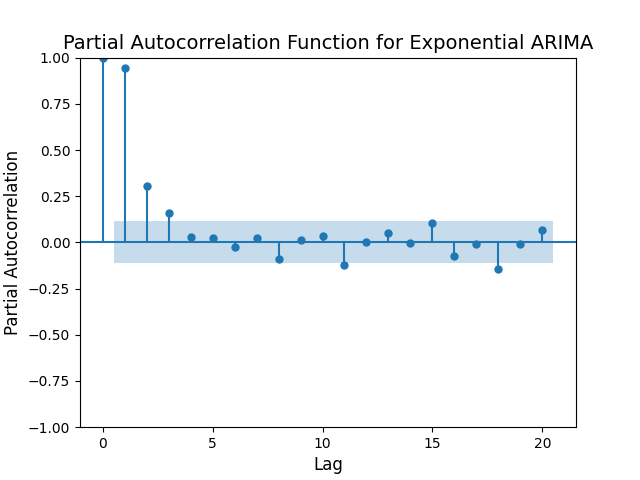 Partial Autocorrelation Function for Exponential ARIMA
1.00
0.75
0.50
0.25
0.00
−0.25
−0.50
−0.75
−1.00
Partial Autocorrelation
0 5 10 15 20
Lag